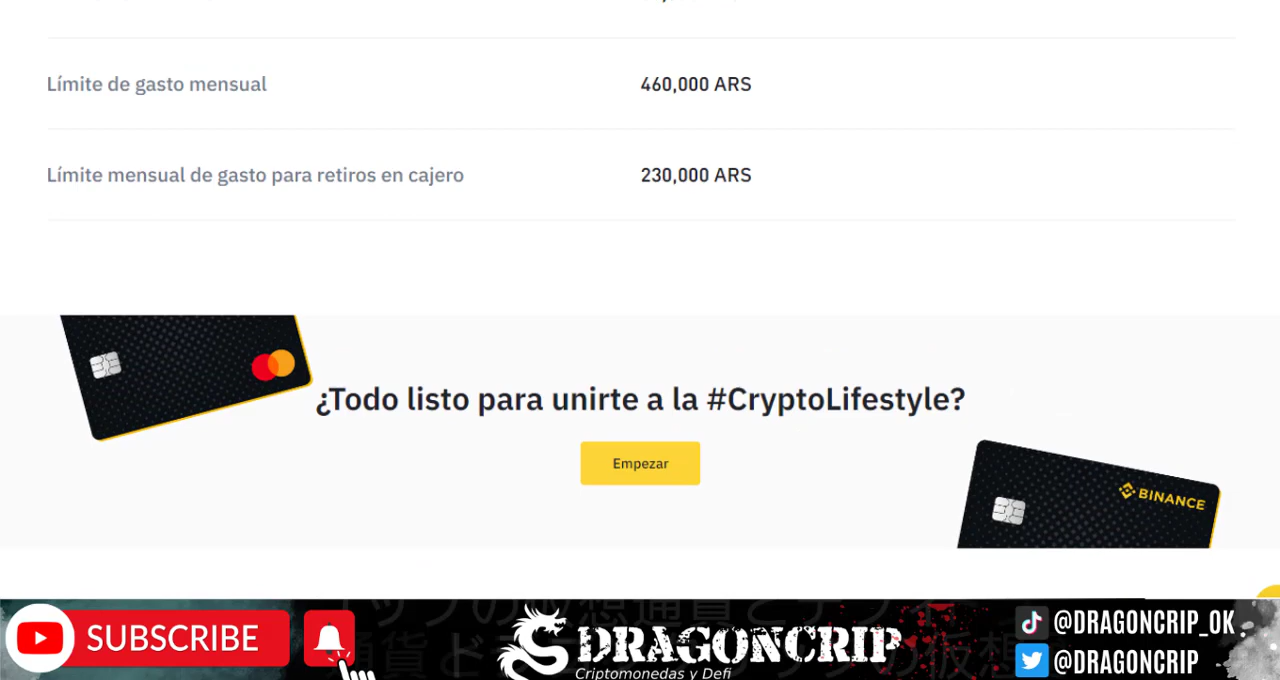 Límite de gasto mensual 460,000 ARS
Límite mensual de gasto para retiros en cajero 230,000 ARS
¿Todo listo para unirte a la #CryptoLifestyle?
Empezar
BINANCE
SUBSCRIBE
DRAGONCRIP
Criptomonedas y Defi
@DRAGONCRIP_OK
@DRAGONCRIP